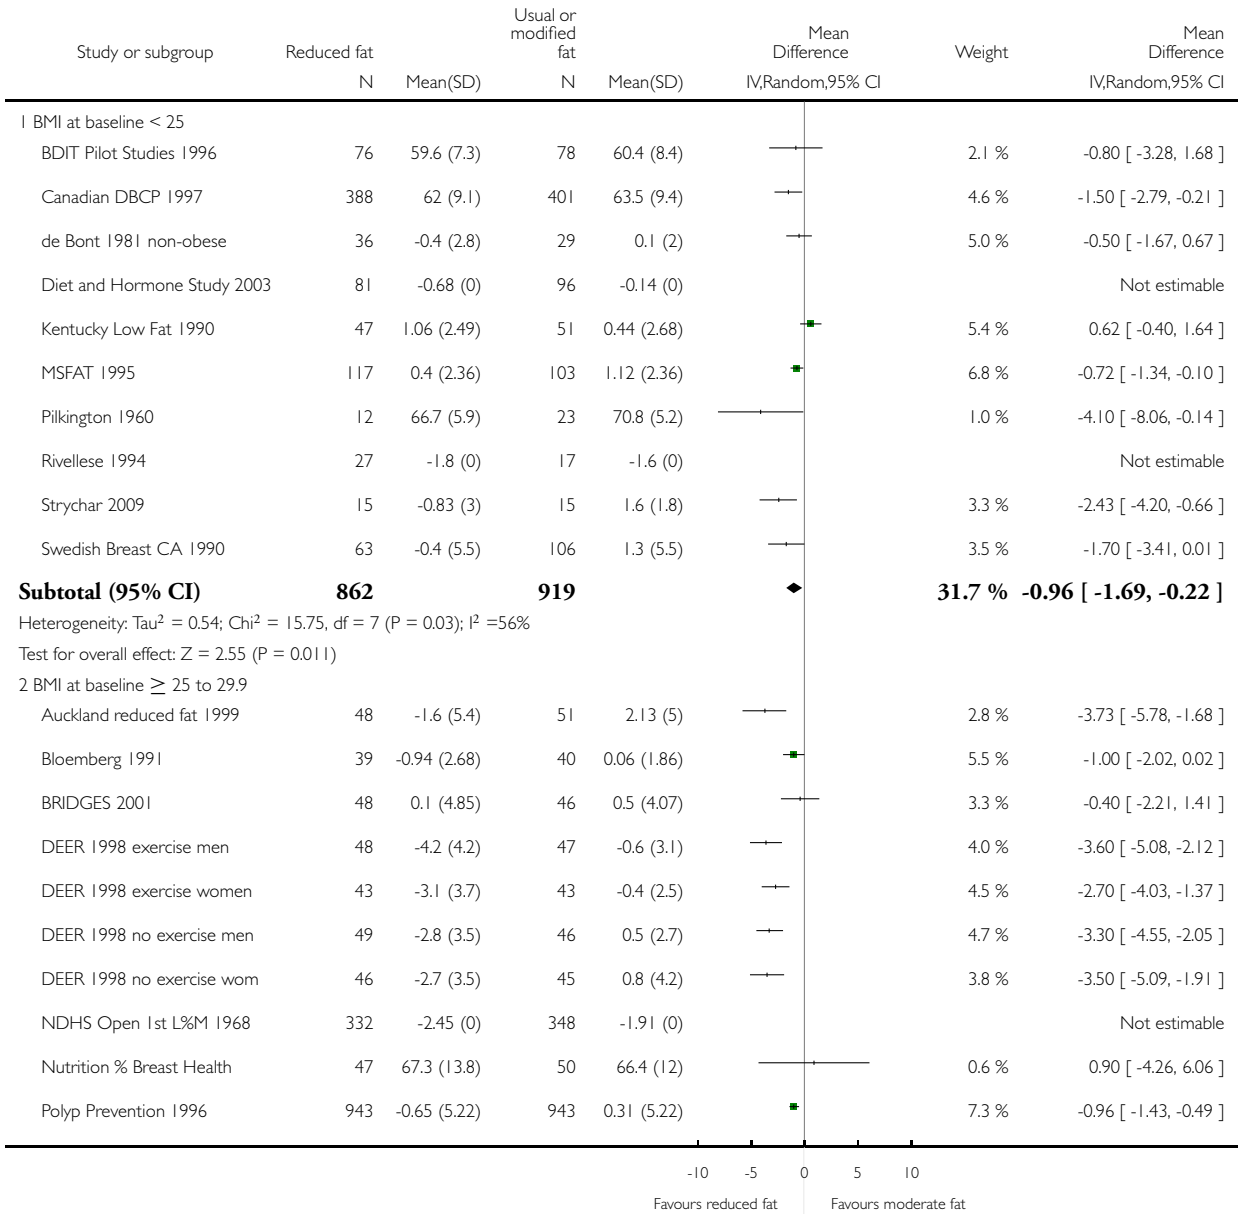 Study or subgroup Reduced fat Usual or modified fat Mean Difference Weight Mean Difference
N Mean(SD) N Mean(SD) IV,Random,95% CI IV,Random,95% CI
1 BMI at baseline < 25
BDIT Pilot Studies 1996 76 59.6 (7.3) 78 60.4 (8.4) 2.1 % -0.80 [ -3.28, 1.68 ]
Canadian DBCP 1997 388 62 (9.1) 401 63.5 (9.4) 4.6 % -1.50 [ -2.79, -0.21 ]
de Bont 1981 non-obese 36 -0.4 (2.8) 29 0.1 (2) 5.0 % -0.50 [ -1.67, 0.67 ]
Diet and Hormone Study 2003 81 -0.68 (0) 96 -0.14 (0) Not estimable
Kentucky Low Fat 1990 47 1.06 (2.49) 51 0.44 (2.68) 5.4 % 0.62 [ -0.40, 1.64 ]
MSFAT 1995 117 0.4 (2.36) 103 1.12 (2.36) 6.8 % -0.72 [ -1.34, -0.10 ]
Pilkington 1960 12 66.7 (5.9) 23 70.8 (5.2) 1.0 % -4.10 [ -8.06, -0.14 ]
Rivellese 1994 27 -1.8 (0) 17 -1.6 (0) Not estimable
Strychar 2009 15 -0.83 (3) 15 1.6 (1.8) 3.3 % -2.43 [ -4.20, -0.66 ]
Swedish Breast CA 1990 63 -0.4 (5.5) 106 1.3 (5.5) 3.5 % -1.70 [ -3.41, 0.01 ]
Subtotal (95% CI) 862 919 31.7 % -0.96 [ -1.69, -0.22 ]
Heterogeneity: Tau² = 0.54; Chi² = 15.75, df = 7 (P = 0.03); I² =56%
Test for overall effect: Z = 2.55 (P = 0.011)
2 BMI at baseline ≥ 25 to 29.9
Auckland reduced fat 1999 48 -1.6 (5.4) 51 2.13 (5) 2.8 % -3.73 [ -5.78, -1.68 ]
Bloemberg 1991 39 -0.94 (2.68) 40 0.06 (1.86) 5.5 % -1.00 [ -2.02, 0.02 ]
BRIDGES 2001 48 0.1 (4.85) 46 0.5 (4.07) 3.3 % -0.40 [ -2.21, 1.41 ]
DEER 1998 exercise men 48 -4.2 (4.2) 47 -0.6 (3.1) 4.0 % -3.60 [ -5.08, -2.12 ]
DEER 1998 exercise women 43 -3.1 (3.7) 43 -0.4 (2.5) 4.5 % -2.70 [ -4.03, -1.37 ]
DEER 1998 no exercise men 49 -2.8 (3.5) 46 0.5 (2.7) 4.7 % -3.30 [ -4.55, -2.05 ]
DEER 1998 no exercise wom 46 -2.7 (3.5) 45 0.8 (4.2) 3.8 % -3.50 [ -5.09, -1.91 ]
NDHS Open 1st L%M 1968 332 -2.45 (0) 348 -1.91 (0) Not estimable
Nutrition % Breast Health 47 67.3 (13.8) 50 66.4 (12) 0.6 % 0.90 [ -4.26, 6.06 ]
Polyp Prevention 1996 943 -0.65 (5.22) 943 0.31 (5.22) 7.3 % -0.96 [ -1.43, -0.49 ]
-10 -5 0 5 10
Favours reduced fat Favours moderate fat